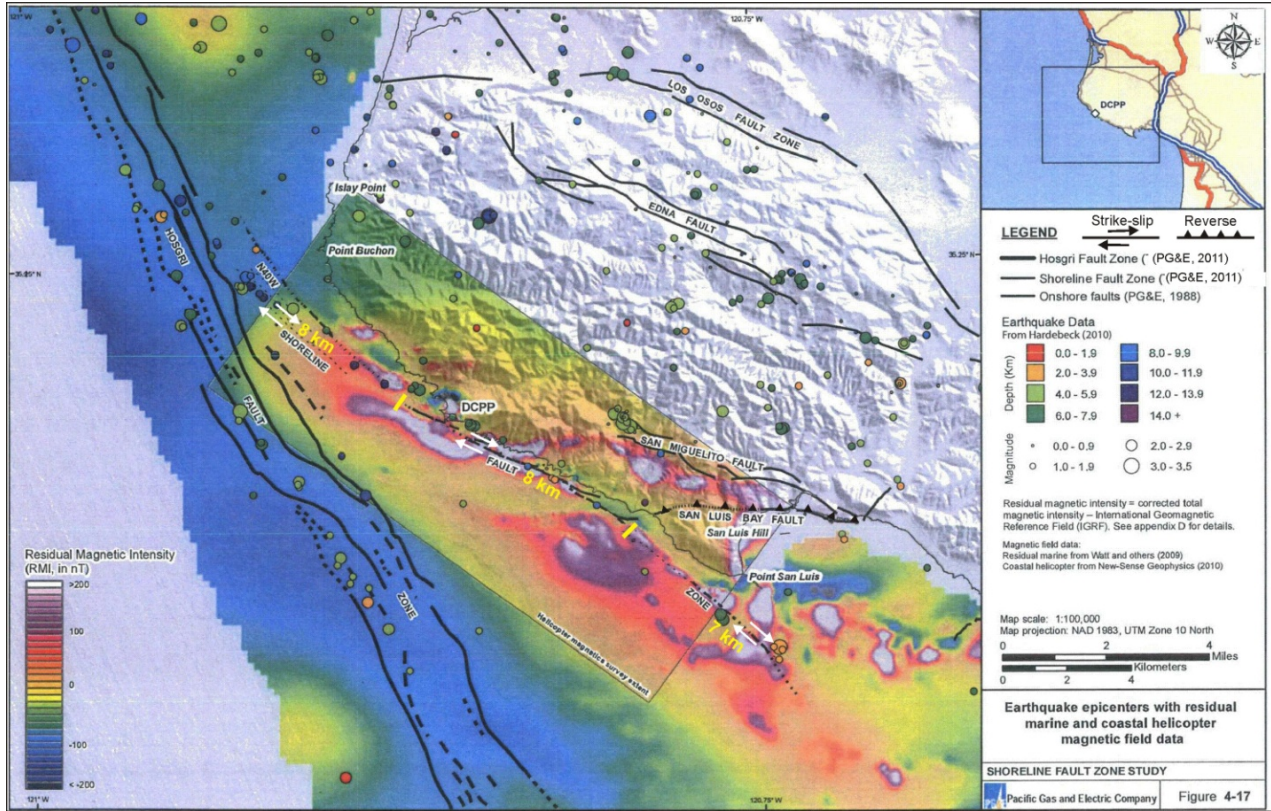 121° W
120.75° W
35.25° N
35.25° N
LOS OSOS FAULT ZONE
EDNA FAULT
Islay Point
Point Buchon
HOSGRI
N40W
8 km
SHORELINE
FAULT
DCPP
FAULT
8 km
SAN MIGUELITO FAULT
SAN LUIS BAY FAULT
San Luis Hill
Point San Luis
ZONE
7 km
ZONE
Helicopter magnetics survey extent
Residual Magnetic Intensity
(RMI, in nT)
>200
100
0
-100
< -200
121° W
120.75° W
DCPP
N
W E
S
LEGEND
Strike-slip
Reverse
Hosgri Fault Zone (PG&E, 2011)
Shoreline Fault Zone (PG&E, 2011)
Onshore faults (PG&E, 1988)
Earthquake Data
From Hardebeck (2010)
Depth (Km)
0.0 - 1.9
8.0 - 9.9
2.0 - 3.9
10.0 - 11.9
4.0 - 5.9
12.0 - 13.9
6.0 - 7.9
14.0 +
Magnitude
0.0 - 0.9
2.0 - 2.9
1.0 - 1.9
3.0 - 3.5
Residual magnetic intensity = corrected total
magnetic intensity – International Geomagnetic
Reference Field (IGRF). See appendix D for details.
Magnetic field data:
Residual marine from Watt and others (2009)
Coastal helicopter from New-Sense Geophysics (2010)
Map scale: 1:100,000
Map projection: NAD 1983, UTM Zone 10 North
0 2 4
Miles
Kilometers
0 2 4
Earthquake epicenters with residual
marine and coastal helicopter
magnetic field data
SHORELINE FAULT ZONE STUDY
Pacific Gas and Electric Company
Figure 4-17